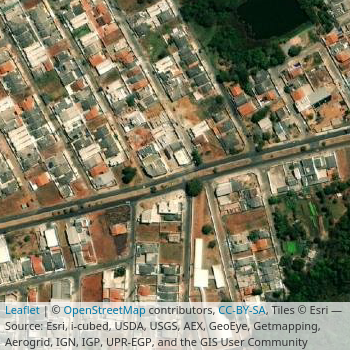 Leaflet | © OpenStreetMap contributors, CC-BY-SA, Tiles © Esri —
Source: Esri, i-cubed, USDA, USGS, AEX, GeoEye, Getmapping,
Aerogrid, IGN, IGP, UPR-EGP, and the GIS User Community